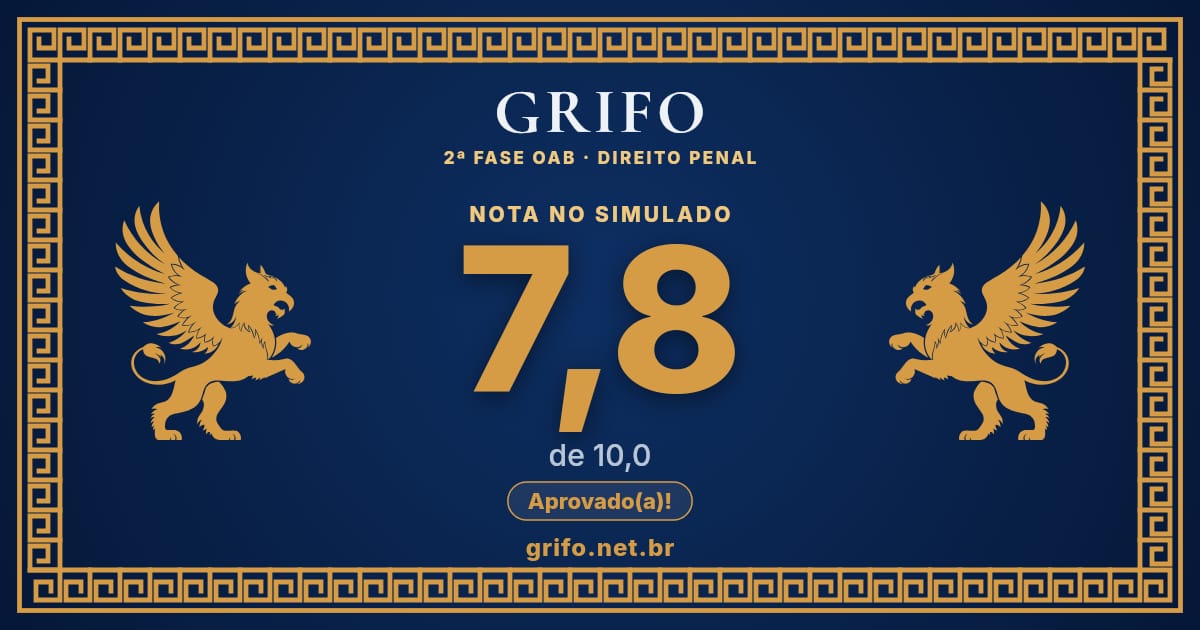 GRIFO
2ª FASE OAB · DIREITO PENAL
NOTA NO SIMULADO
7,8
de 10,0
Aprovado(a)!
grifo.net.br